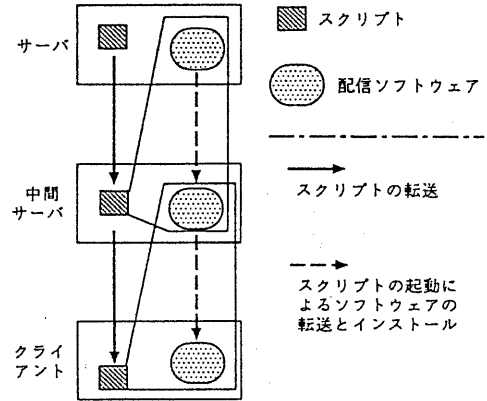 サーバ
中間
サーバ
クライ
アント
スクリプト
配信ソフトウェア
スクリプトの転送
スクリプトの起動に
よるソフトウェアの
転送とインストール